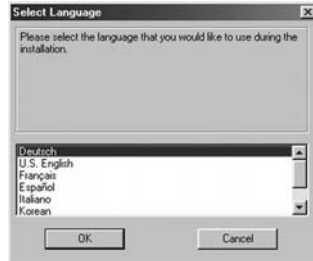 Select Language
Please select the language that you would like to use during the
installation.
Deutsch
U.S. English
Français
Español
Italiano
Korean
OK
Cancel